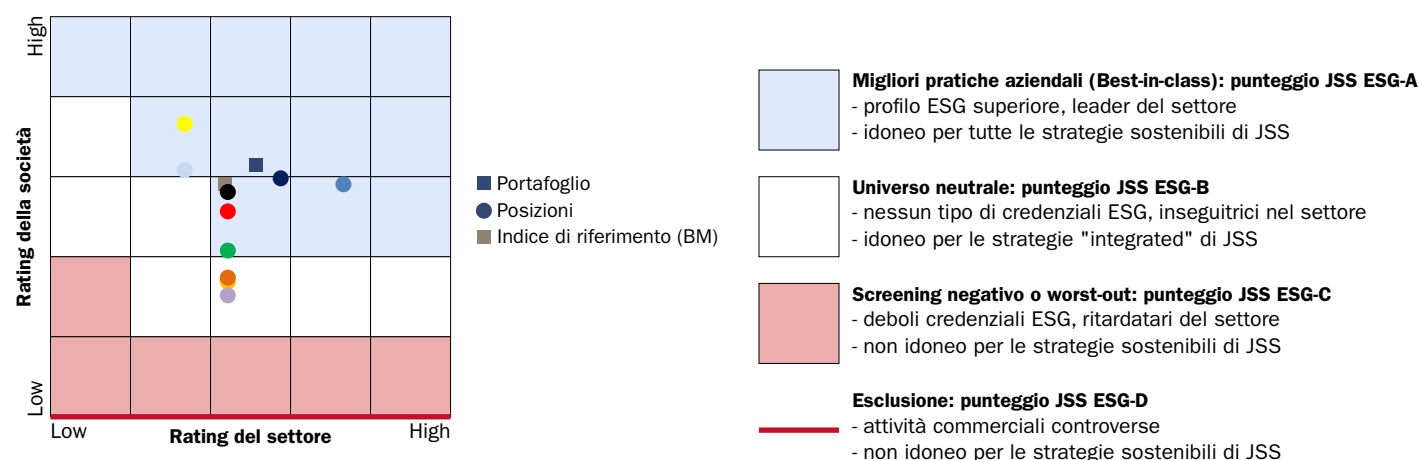 High
Rating della società
Low
Low
Rating del settore
High
Portafoglio
Posizioni
Indice di riferimento (BM)
Migliori pratiche aziendali (Best-in-class): punteggio JSS ESG-A
- profilo ESG superiore, leader del settore
- idoneo per tutte le strategie sostenibili di JSS
Universo neutrale: punteggio JSS ESG-B
- nessun tipo di credenziali ESG, inseguitrici nel settore
- idoneo per le strategie "integrated" di JSS
Screening negativo o worst-out: punteggio JSS ESG-C
- deboli credenziali ESG, ritardatari del settore
- non idoneo per le strategie sostenibili di JSS
Esclusione: punteggio JSS ESG-D
- attività commerciali controverse
- non idoneo per le strategie sostenibili di JSS